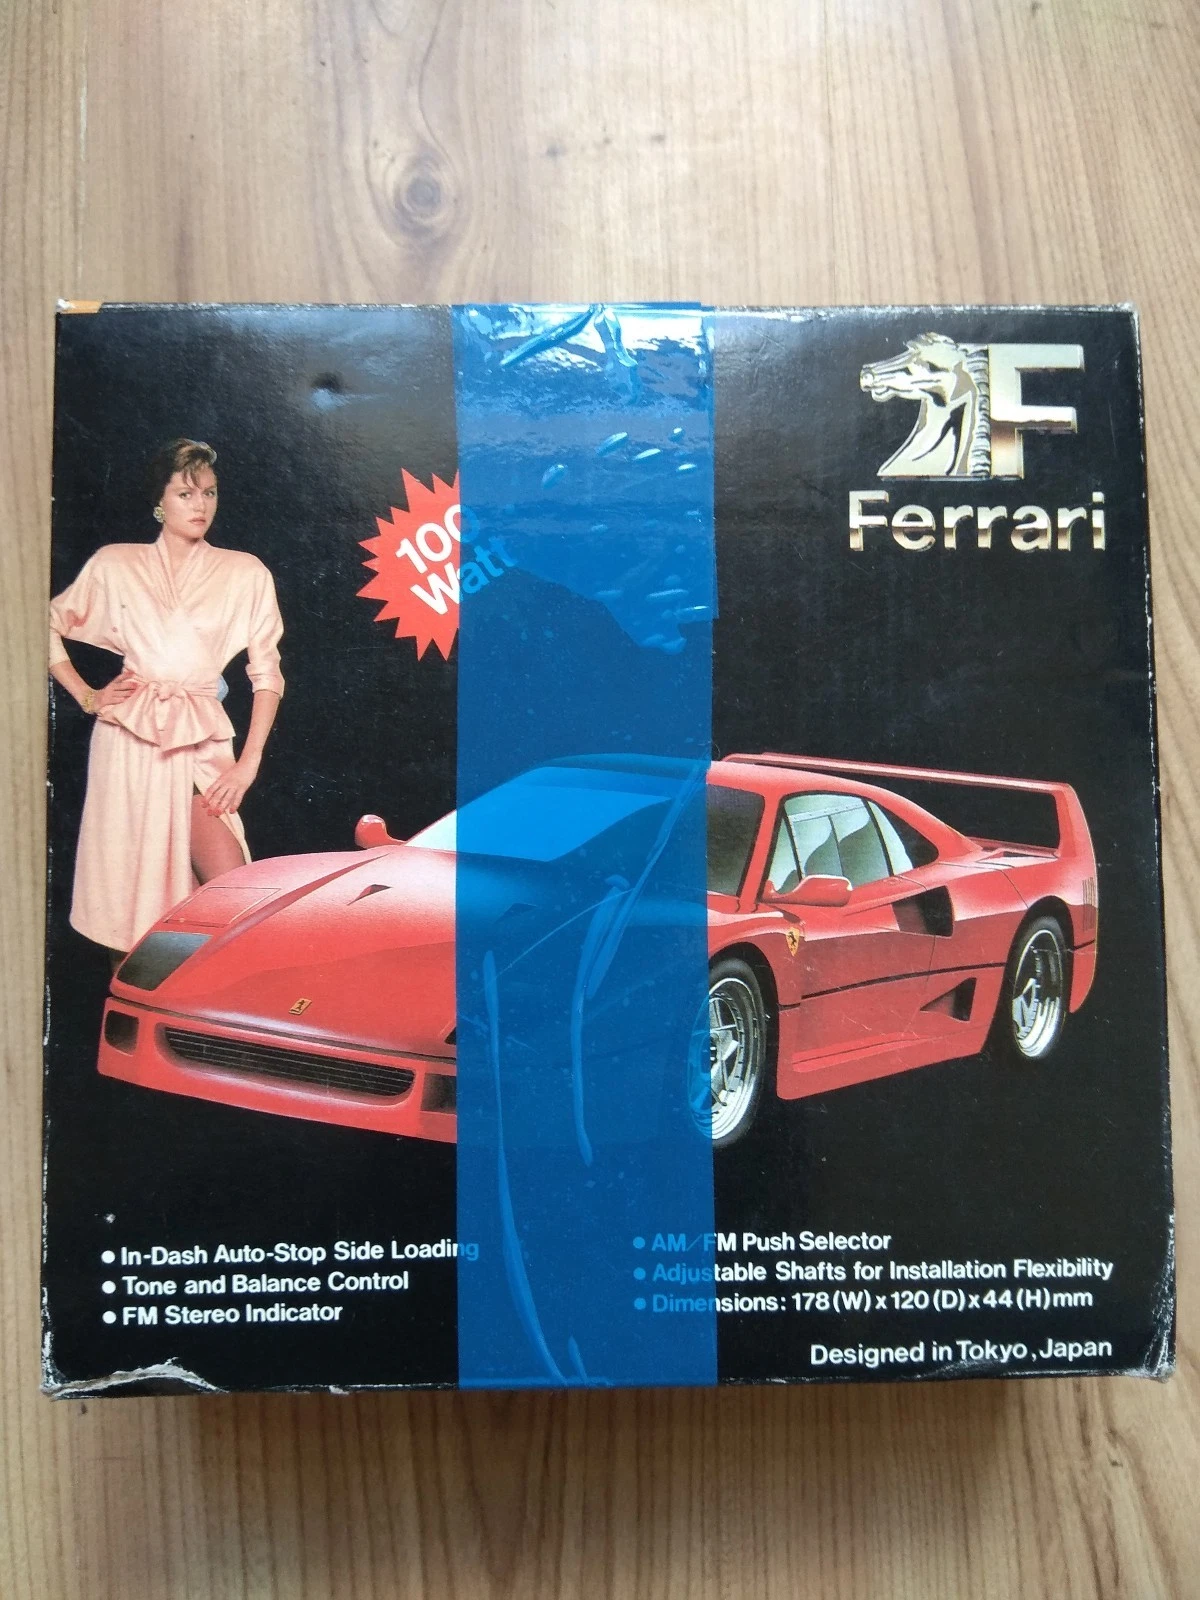 F
Ferrari
100
Watt
● In-Dash Auto-Stop Side Loading
● Tone and Balance Control
● FM Stereo Indicator
● AM/FM Push Selector
● Adjustable Shafts for Installation Flexibility
● Dimensions: 178 (W) x 120 (D) x 44 (H) mm
Designed in Tokyo, Japan